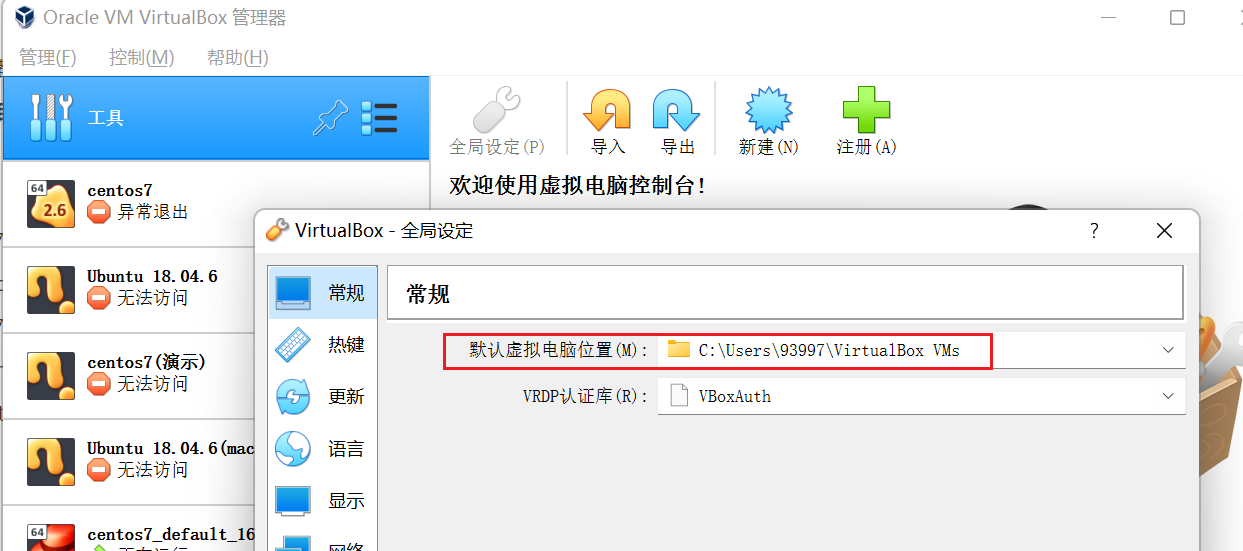 Oracle VM VirtualBox 管理器
管理(F)
控制(M)
帮助(H)
工具
全局设定(P)
导入
导出
新建(N)
注册(A)
欢迎使用虚拟电脑控制台!
64
2.6
centos7
异常退出
Ubuntu 18.04.6
无法访问
centos7(演示)
无法访问
Ubuntu 18.04.6(mac
无法访问
64
centos7_default_16
正在运行
VirtualBox - 全局设定
?
常规
热键
更新
语言
显示
网络
常规
默认虚拟电脑位置(M):
C:\Users\93997\VirtualBox VMs
VRDP认证库(R):
VBoxAuth